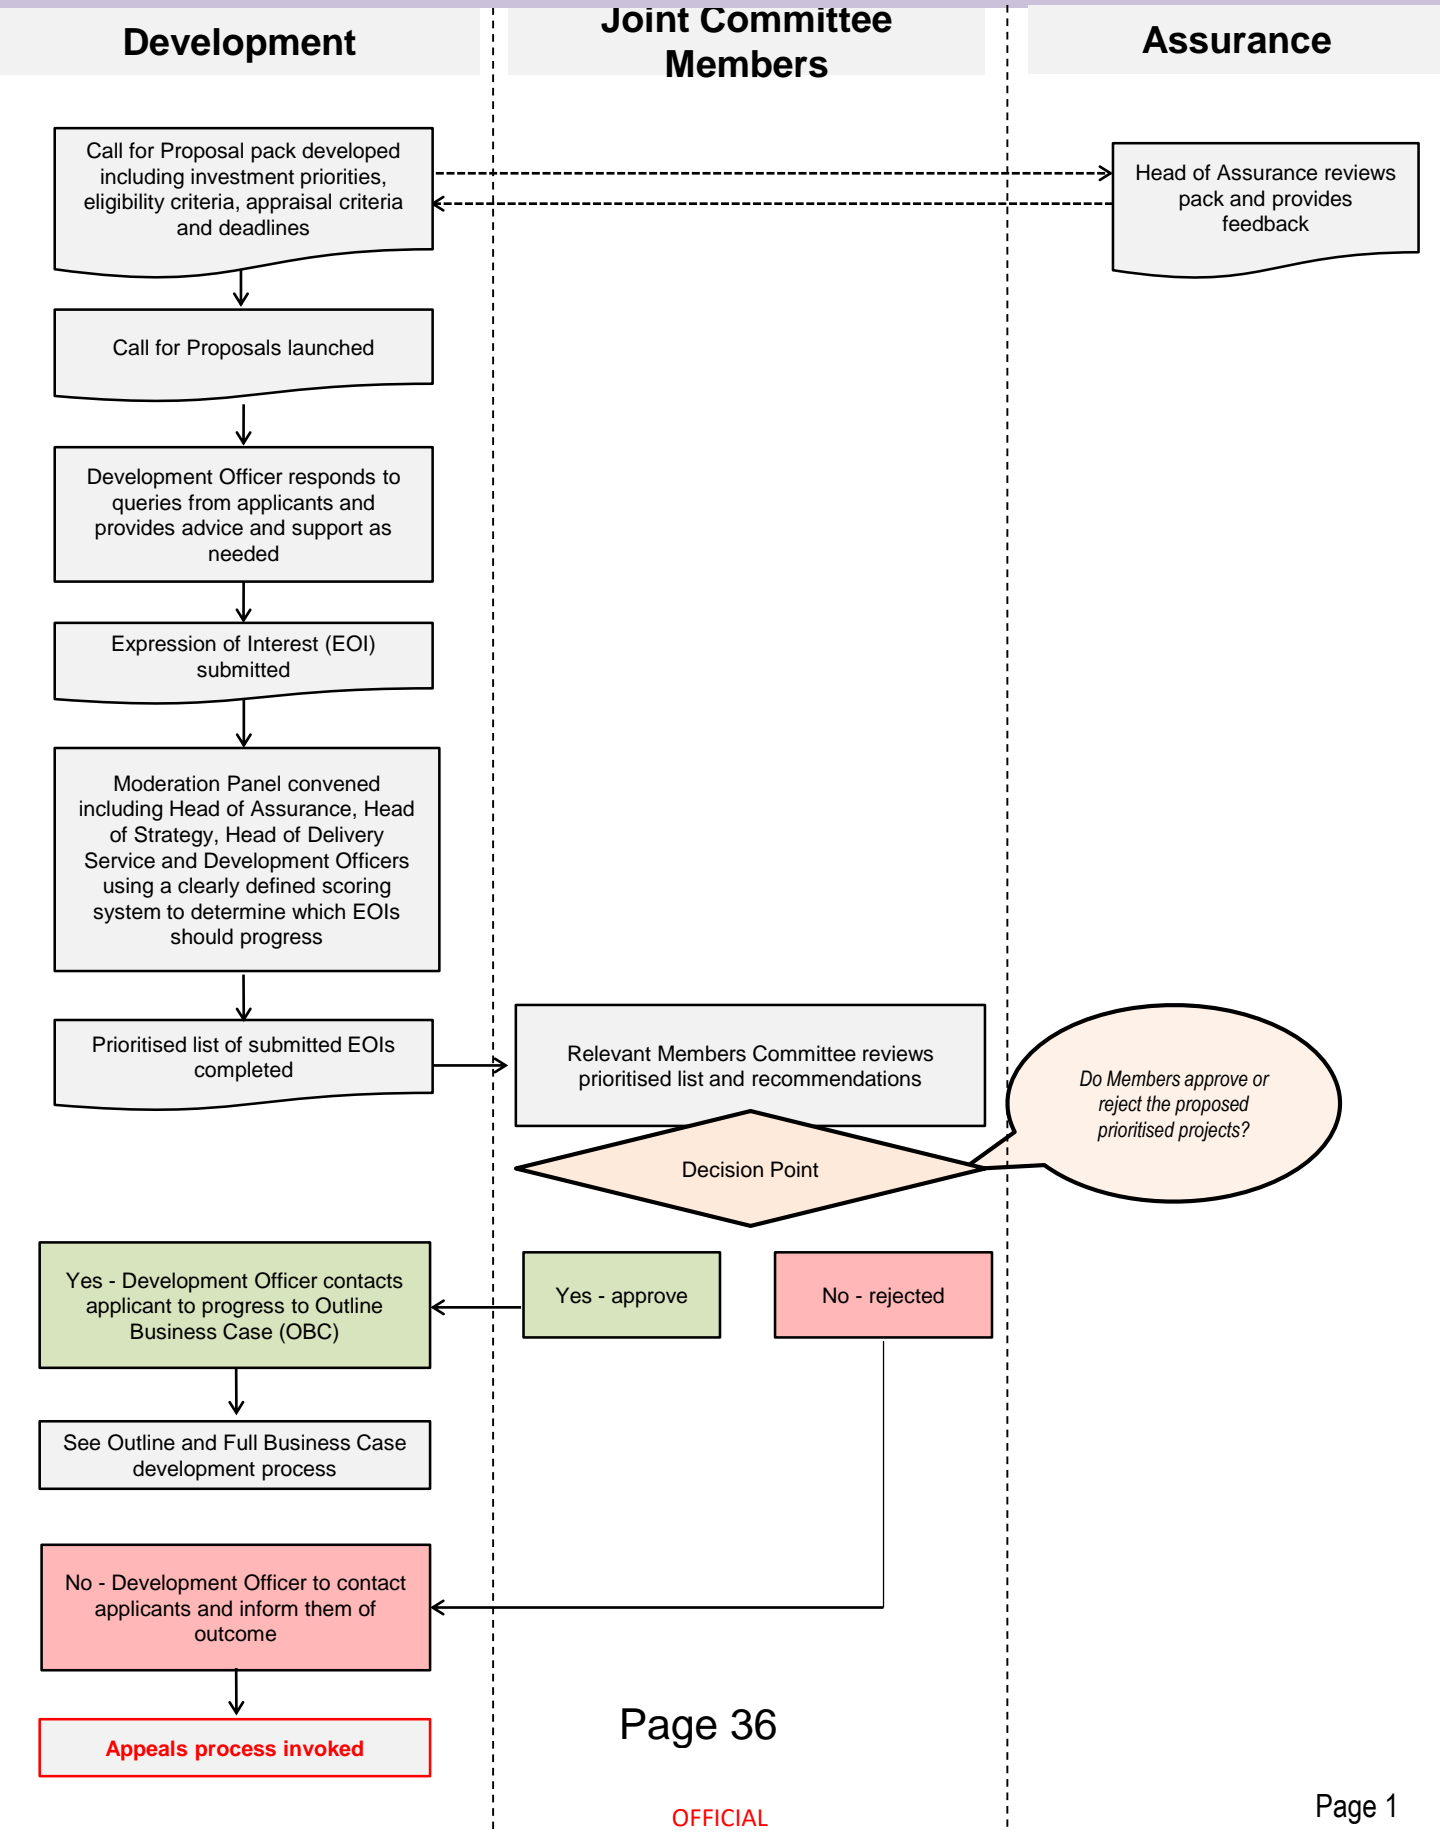 Development
Joint Committee
Members
Assurance
Call for Proposal pack developed
including investment priorities,
eligibility criteria, appraisal criteria
and deadlines
Head of Assurance reviews
pack and provides
feedback
Call for Proposals launched
Development Officer responds to
queries from applicants and
provides advice and support as
needed
Expression of Interest (EOI)
submitted
Moderation Panel convened
including Head of Assurance, Head
of Strategy, Head of Delivery
Service and Development Officers
using a clearly defined scoring
system to determine which EOIs
should progress
Prioritised list of submitted EOIs
completed
Relevant Members Committee reviews
prioritised list and recommendations
Do Members approve or
reject the proposed
prioritised projects?
Decision Point
Yes - Development Officer contacts
applicant to progress to Outline
Business Case (OBC)
Yes - approve
No - rejected
See Outline and Full Business Case
development process
No - Development Officer to contact
applicants and inform them of
outcome
Appeals process invoked
Page 36
OFFICIAL
Page 1